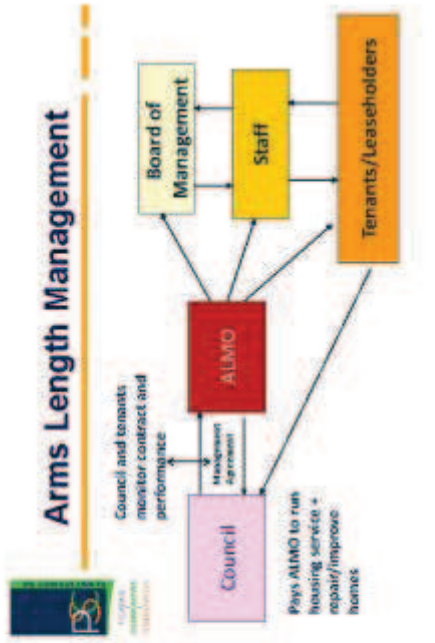 Arms Length Management
Council and tenants
monitor contract and
performance
Council
Management
Agreement
ALMO
Board of
Management
Staff
Tenants/Leaseholders
Pays ALMO to run
housing service +
repair/improve
homes